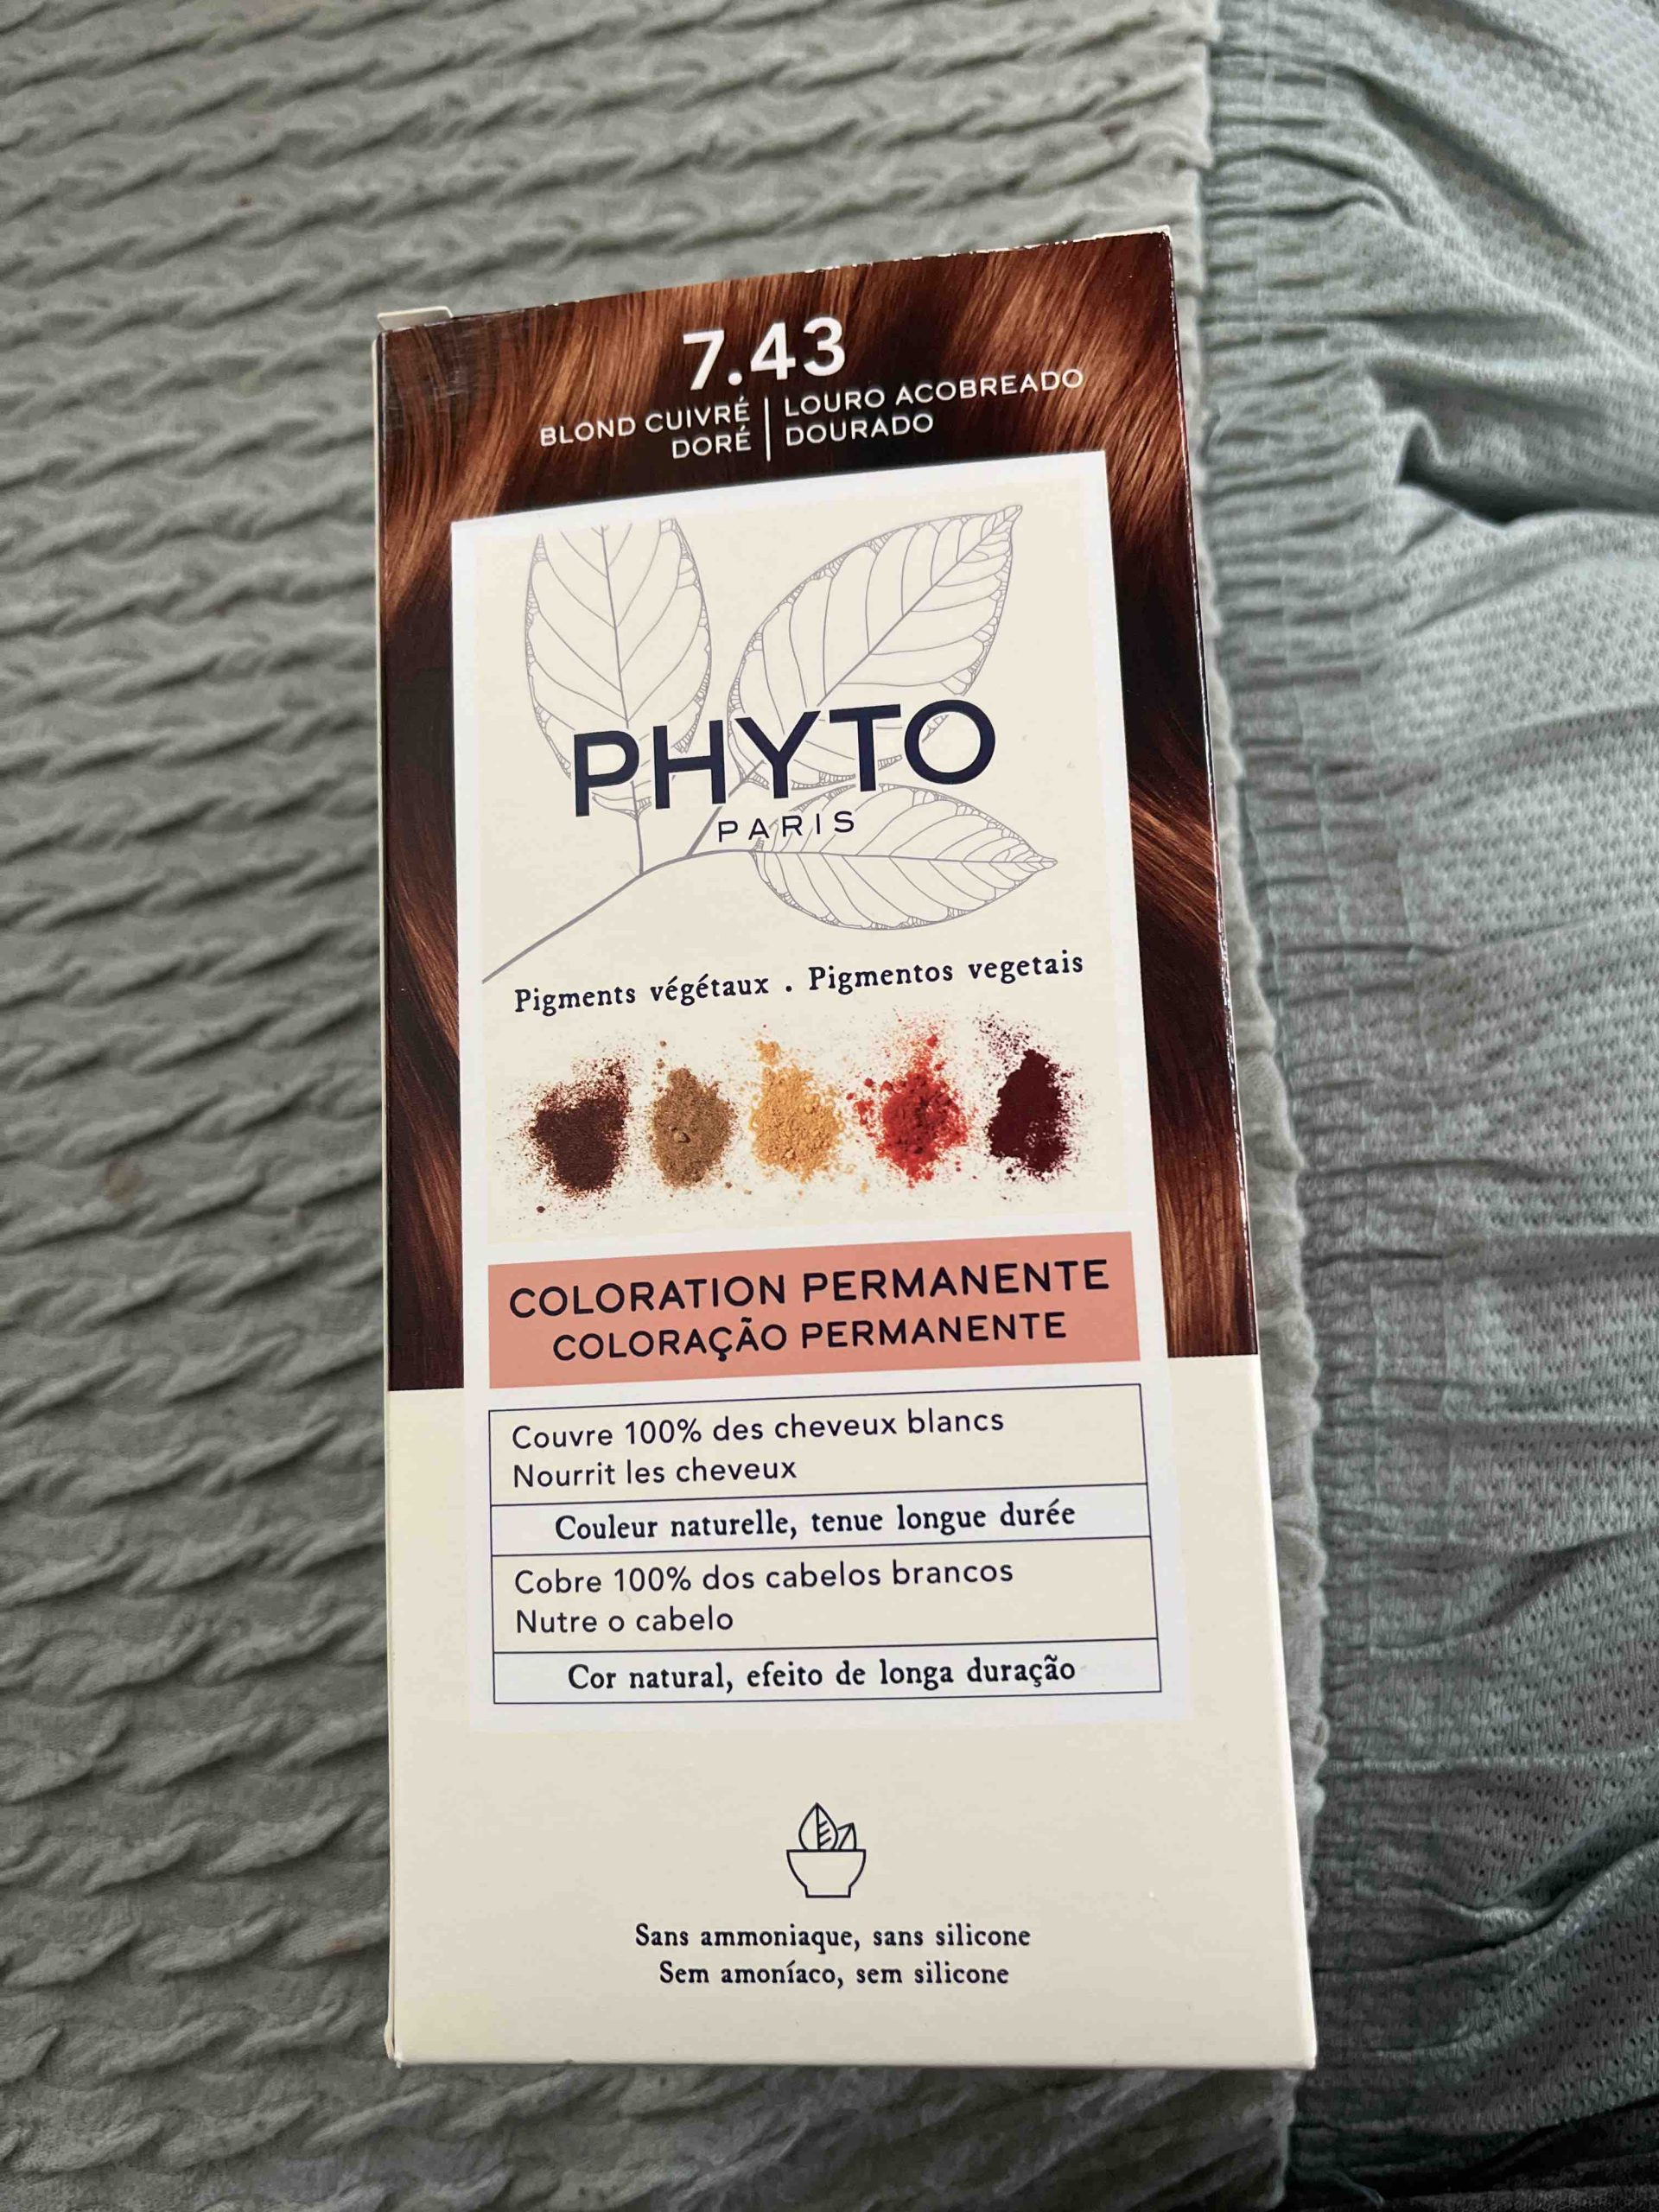 7.43
BLOND CUIVRÉ
DORÉ
LOURO ACOBREADO
DOURADO
PHYTO
PARIS
Pigments végétaux . Pigmentos vegetais
COLORATION PERMANENTE
COLORAÇÃO PERMANENTE
Couvre 100% des cheveux blancs
Nourrit les cheveux
Couleur naturelle, tenue longue durée
Cobre 100% dos cabelos brancos
Nutre o cabelo
Cor natural, efeito de longa duração
Sans ammoniaque, sans silicone
Sem amoníaco, sem silicone